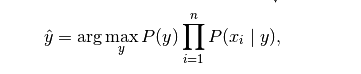 ŷ = arg max_y P(y) ∏_{i=1}^{n} P(x_i | y),